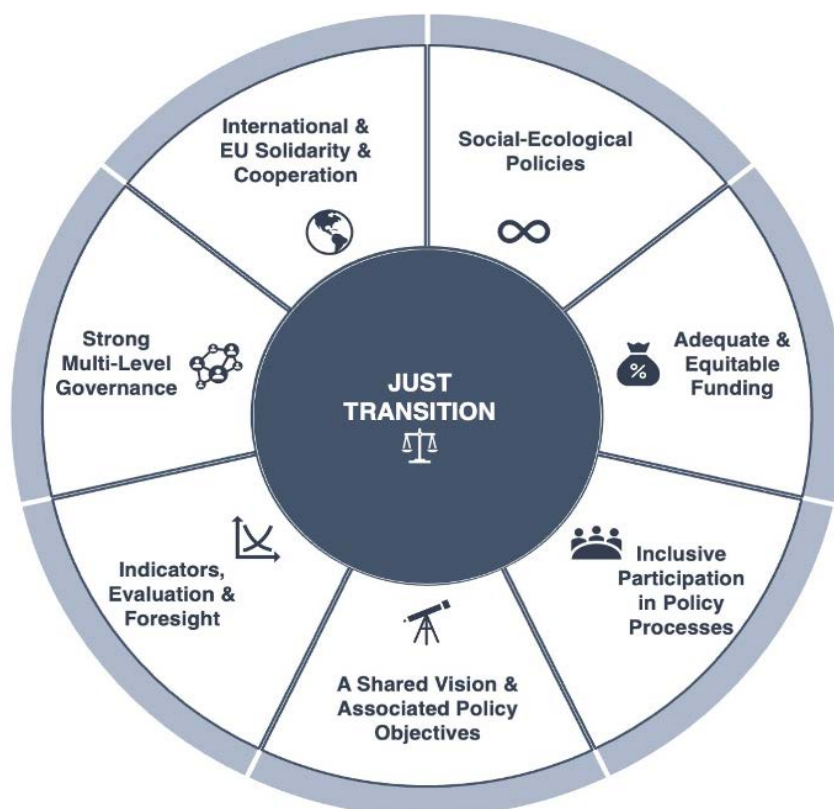 International &
EU Solidarity &
Cooperation
Social-Ecological
Policies
Strong
Multi-Level
Governance
Adequate &
Equitable
Funding
%
JUST
TRANSITION
Indicators,
Evaluation &
Foresight
Inclusive
Participation
in Policy
Processes
A Shared Vision &
Associated Policy
Objectives